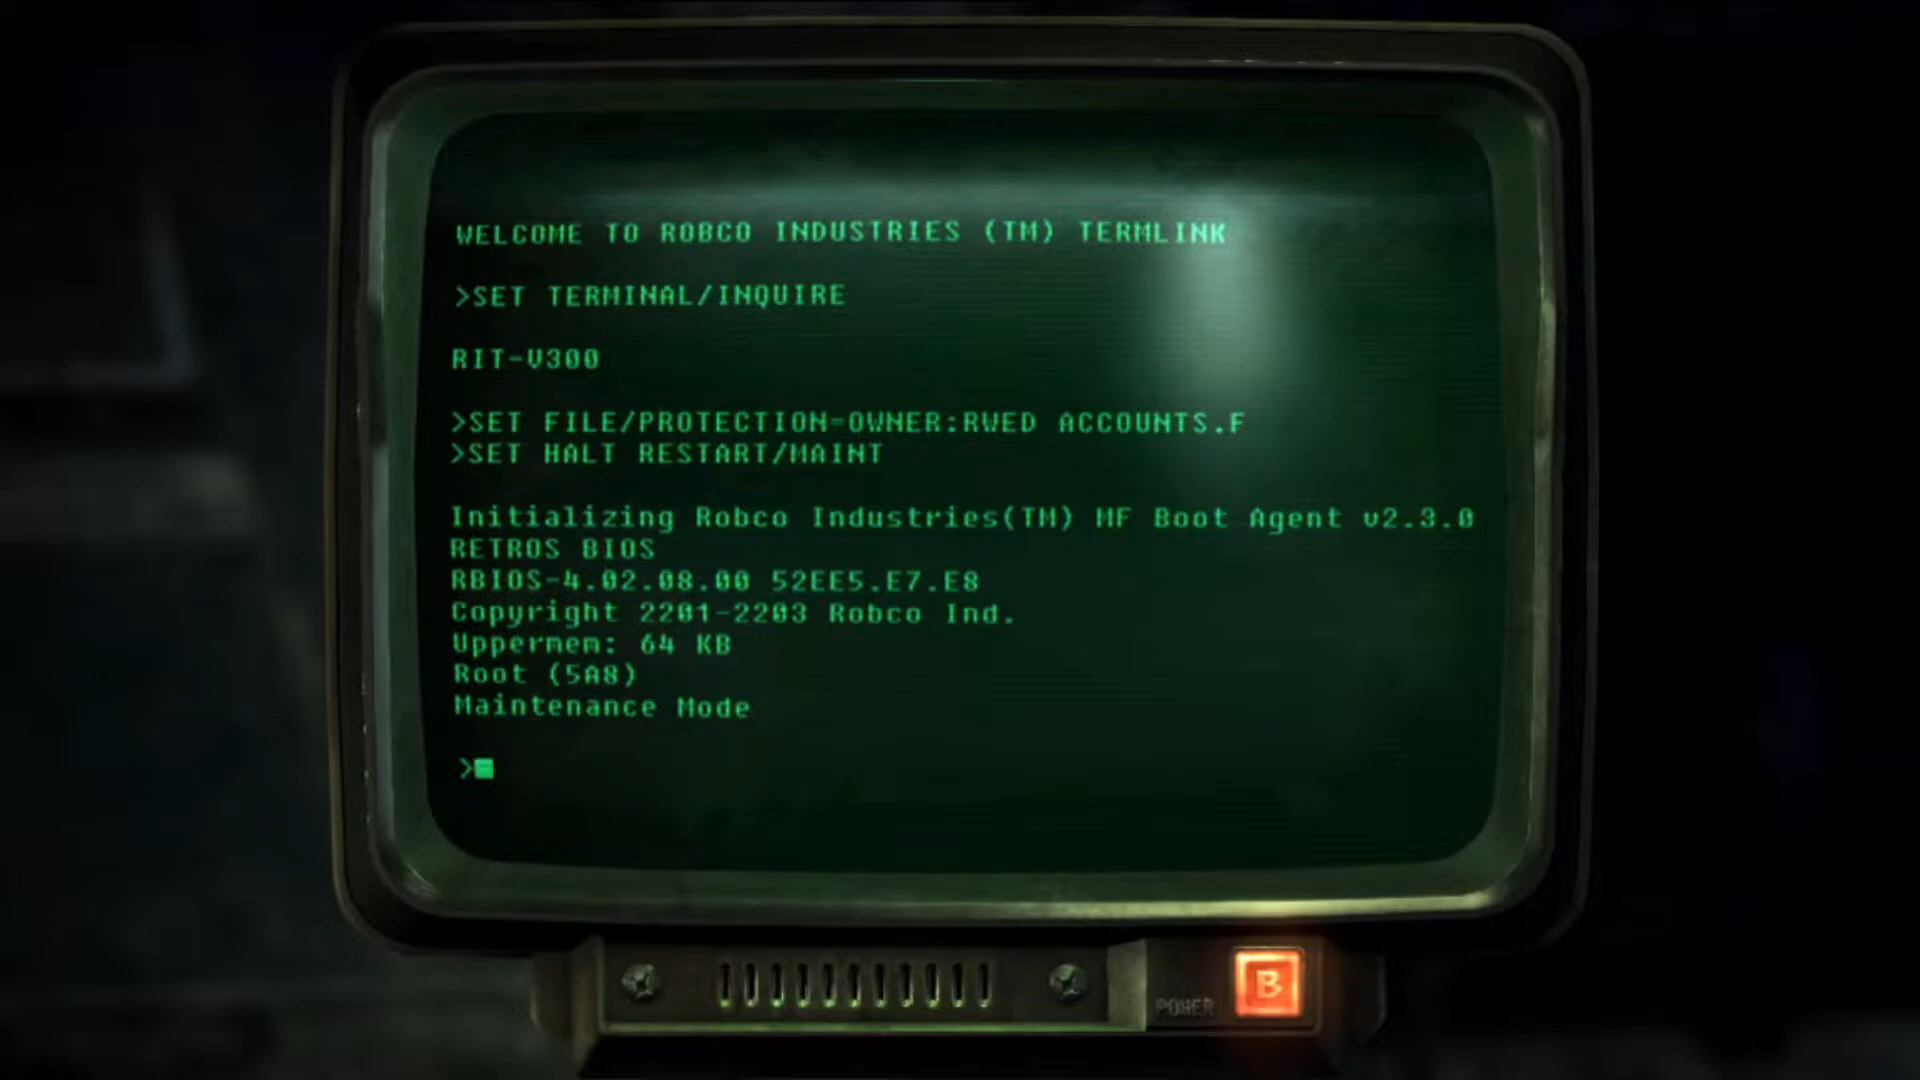 WELCOME TO ROBCO INDUSTRIES (TM) TERMLINK
>SET TERMINAL/INQUIRE
RIT-V300
>SET FILE/PROTECTION=OWNER:RWED ACCOUNTS.F
>SET HALT RESTART/MAINT
Initializing Robco Industries(TM) MF Boot Agent v2.3.0
RETROS BIOS
RBIOS-4.02.08.00 52EE5.E7.E8
Copyright 2201-2203 Robco Ind.
Uppermem: 64 KB
Root (5A8)
Maintenance Mode
>
POWER
B